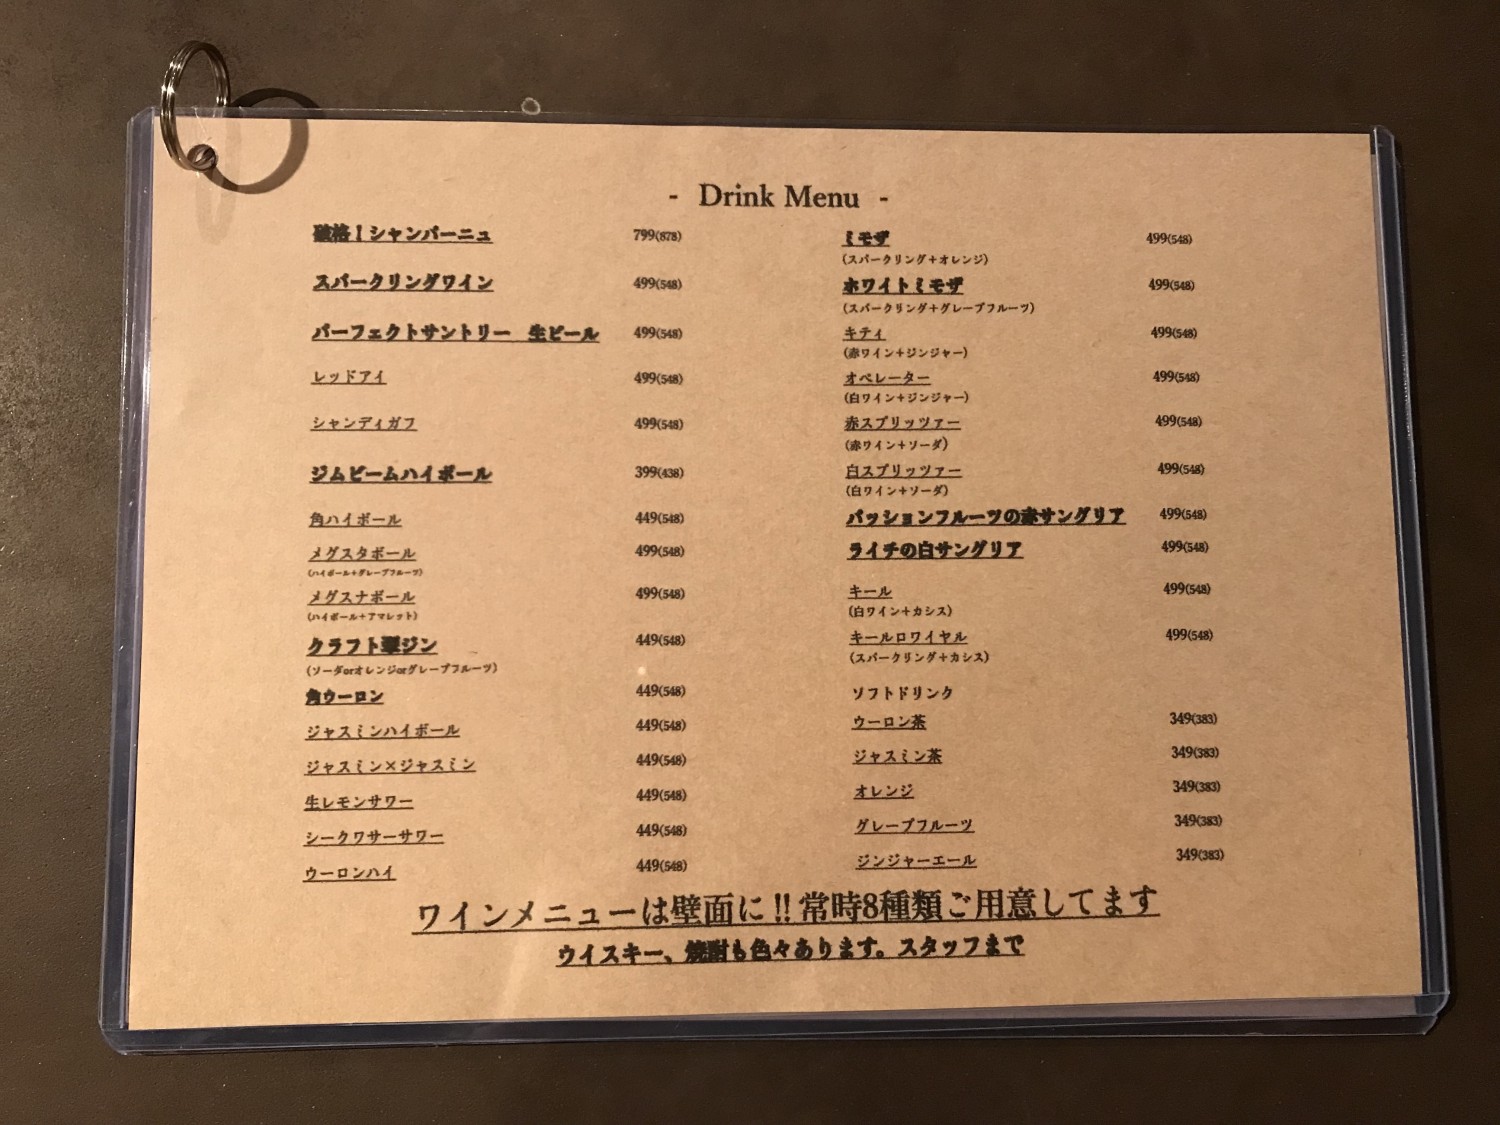 - Drink Menu -
破格！シャンパーニュ 799(878)
スパークリングワイン 499(548)
パーフェクトサントリー 生ビール 499(548)
レッドアイ 499(548)
シャンディガフ 499(548)
ジムビームハイボール 399(438)
角ハイボール 449(548)
メグスタボール 499(548)
(ハイボール+グレープフルーツ)
メグスナボール 499(548)
(ハイボール+アマレット)
クラフト翠ジン 449(548)
(ソーダorオレンジorグレープフルーツ)
角ウーロン 449(548)
ジャスミンハイボール 449(548)
ジャスミン×ジャスミン 449(548)
生レモンサワー 449(548)
シークワサーサワー 449(548)
ウーロンハイ 449(548)
ミモザ 499(548)
(スパークリング+オレンジ)
ホワイトミモザ 499(548)
(スパークリング+グレープフルーツ)
キティ 499(548)
(赤ワイン+ジンジャー)
オペレーター 499(548)
(白ワイン+ジンジャー)
赤スプリッツァー 499(548)
(赤ワイン+ソーダ)
白スプリッツァー 499(548)
(白ワイン+ソーダ)
パッションフルーツの赤サングリア 499(548)
ライチの白サングリア 499(548)
キール 499(548)
(白ワイン+カシス)
キールロワイヤル 499(548)
(スパークリング+カシス)
ソフトドリンク
ウーロン茶 349(383)
ジャスミン茶 349(383)
オレンジ 349(383)
グレープフルーツ 349(383)
ジンジャーエール 349(383)
ワインメニューは壁面に!!常時8種類ご用意してます
ウイスキー、焼酎も色々あります。スタッフまで